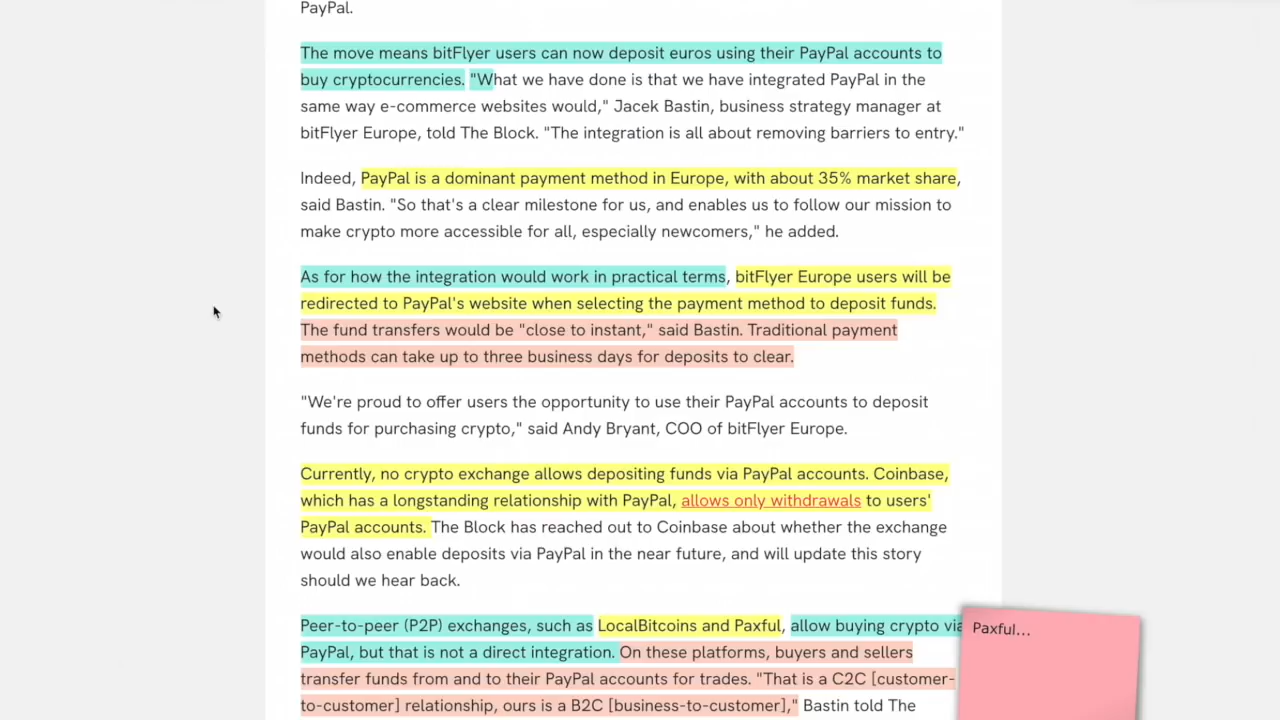 PayPal.
The move means bitFlyer users can now deposit euros using their PayPal accounts to
buy cryptocurrencies. "What we have done is that we have integrated PayPal in the
same way e-commerce websites would," Jacek Bastin, business strategy manager at
bitFlyer Europe, told The Block. "The integration is all about removing barriers to entry."
Indeed, PayPal is a dominant payment method in Europe, with about 35% market share,
said Bastin. "So that's a clear milestone for us, and enables us to follow our mission to
make crypto more accessible for all, especially newcomers," he added.
As for how the integration would work in practical terms, bitFlyer Europe users will be
redirected to PayPal's website when selecting the payment method to deposit funds.
The fund transfers would be "close to instant," said Bastin. Traditional payment
methods can take up to three business days for deposits to clear.
"We're proud to offer users the opportunity to use their PayPal accounts to deposit
funds for purchasing crypto," said Andy Bryant, COO of bitFlyer Europe.
Currently, no crypto exchange allows depositing funds via PayPal accounts. Coinbase,
which has a longstanding relationship with PayPal, allows only withdrawals to users'
PayPal accounts. The Block has reached out to Coinbase about whether the exchange
would also enable deposits via PayPal in the near future, and will update this story
should we hear back.
Peer-to-peer (P2P) exchanges, such as LocalBitcoins and Paxful, allow buying crypto via
PayPal, but that is not a direct integration. On these platforms, buyers and sellers
transfer funds from and to their PayPal accounts for trades. "That is a C2C [customer-
to-customer] relationship, ours is a B2C [business-to-customer]," Bastin told The
Paxful...